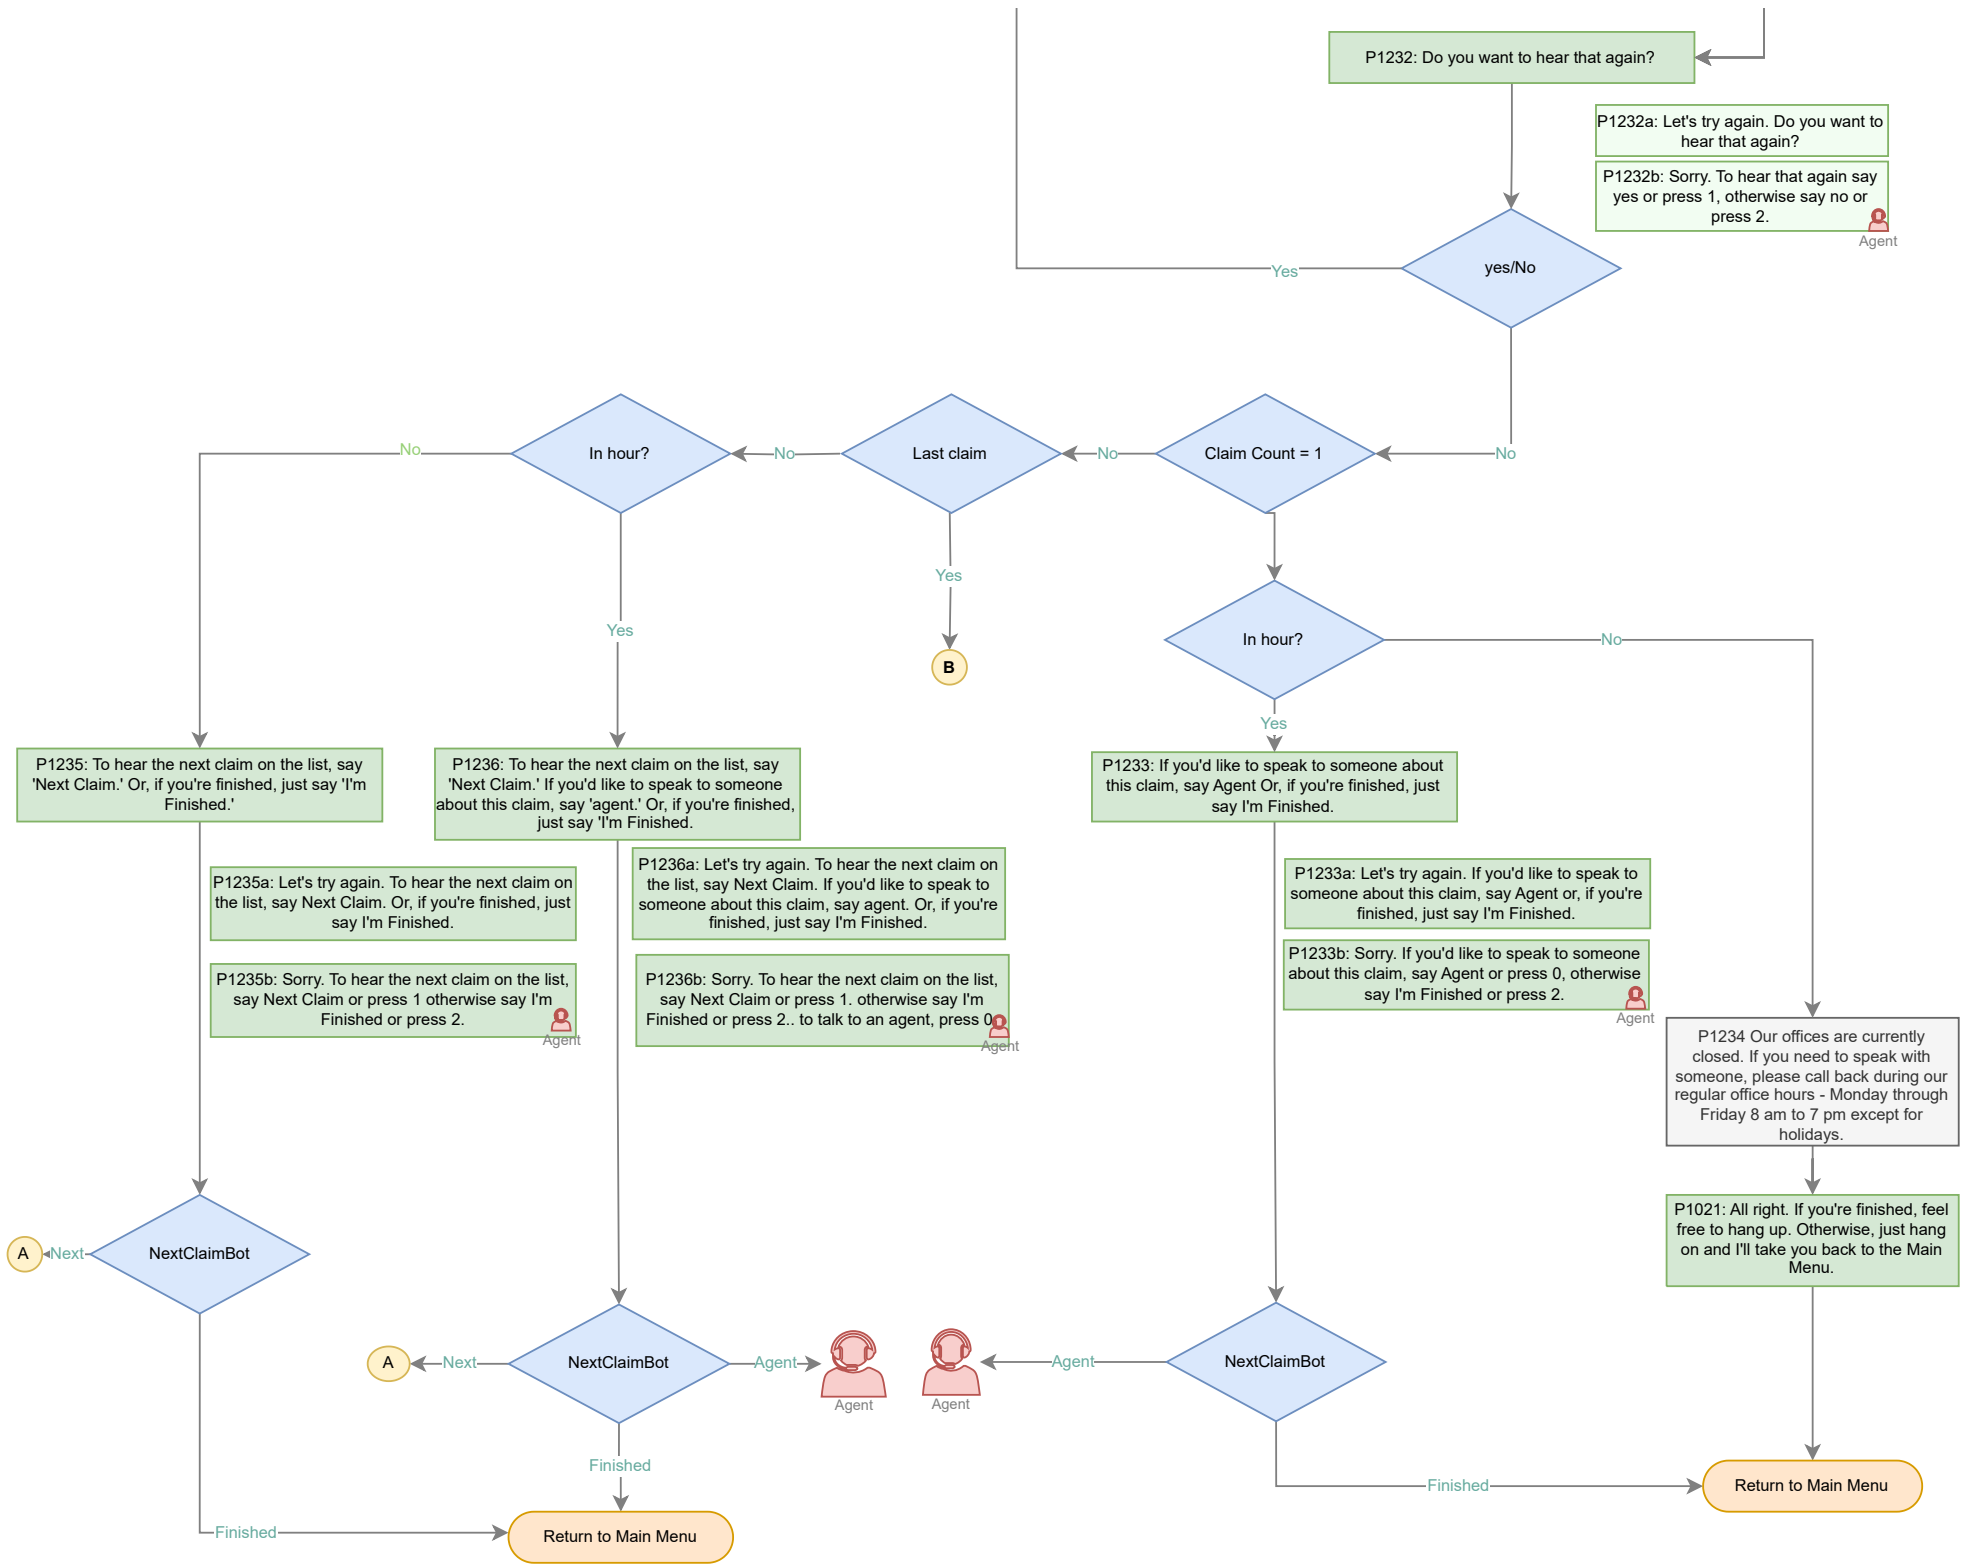 P1232: Do you want to hear that again?
P1232a: Let's try again. Do you want to
hear that again?
P1232b: Sorry. To hear that again say
yes or press 1, otherwise say no or
press 2.
Agent
yes/No
Yes
No
Claim Count = 1
No
Last claim
No
In hour?
No
Yes
Yes
B
In hour?
No
Yes
P1235: To hear the next claim on the list, say
'Next Claim.' Or, if you're finished, just say 'I'm
Finished.'
P1236: To hear the next claim on the list, say
'Next Claim.' If you'd like to speak to someone
about this claim, say 'agent.' Or, if you're finished,
just say 'I'm Finished.
P1233: If you'd like to speak to someone about
this claim, say Agent Or, if you're finished, just
say I'm Finished.
P1235a: Let's try again. To hear the next claim on
the list, say Next Claim. Or, if you're finished, just
say I'm Finished.
P1236a: Let's try again. To hear the next claim on
the list, say Next Claim. If you'd like to speak to
someone about this claim, say agent. Or, if you're
finished, just say I'm Finished.
P1233a: Let's try again. If you'd like to speak to
someone about this claim, say Agent or, if you're
finished, just say I'm Finished.
P1235b: Sorry. To hear the next claim on the list,
say Next Claim or press 1 otherwise say I'm
Finished or press 2.
Agent
P1236b: Sorry. To hear the next claim on the list,
say Next Claim or press 1. otherwise say I'm
Finished or press 2.. to talk to an agent, press 0
Agent
P1233b: Sorry. If you'd like to speak to someone
about this claim, say Agent or press 0, otherwise
say I'm Finished or press 2.
Agent
P1234 Our offices are currently
closed. If you need to speak with
someone, please call back during our
regular office hours - Monday through
Friday 8 am to 7 pm except for
holidays.
P1021: All right. If you're finished, feel
free to hang up. Otherwise, just hang
on and I'll take you back to the Main
Menu.
A
Next
NextClaimBot
A
Next
NextClaimBot
Agent
Agent
Agent
Agent
NextClaimBot
Finished
Finished
Return to Main Menu
Finished
Return to Main Menu